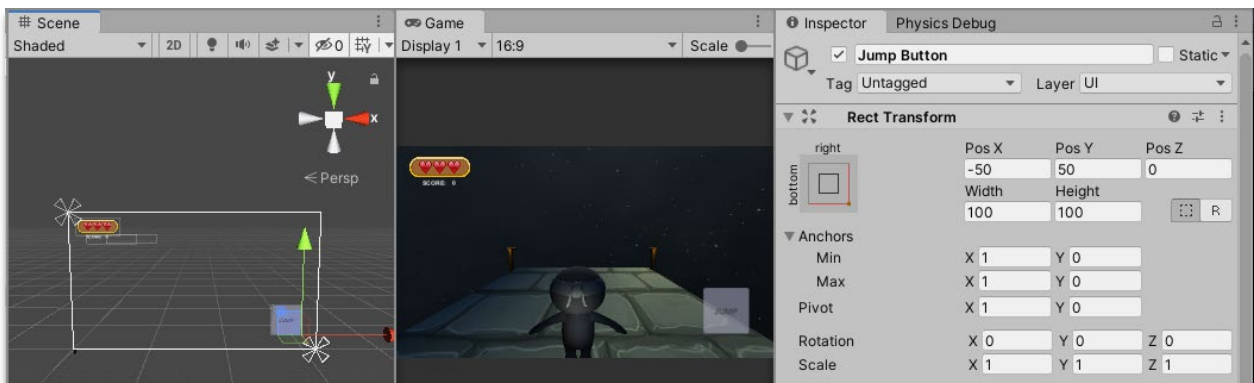 # Scene
Shaded 2D 0
y
x
< Persp
SCORE: 0
Game
Display 1 16:9 Scale
SCORE: 0
JUMP
Inspector Physics Debug
Jump Button Static
Tag Untagged Layer UI
Rect Transform
right Pos X Pos Y Pos Z
bottom -50 50 0
Width Height
100 100 R
Anchors
Min X 1 Y 0
Max X 1 Y 0
Pivot X 1 Y 0
Rotation X 0 Y 0 Z 0
Scale X 1 Y 1 Z 1